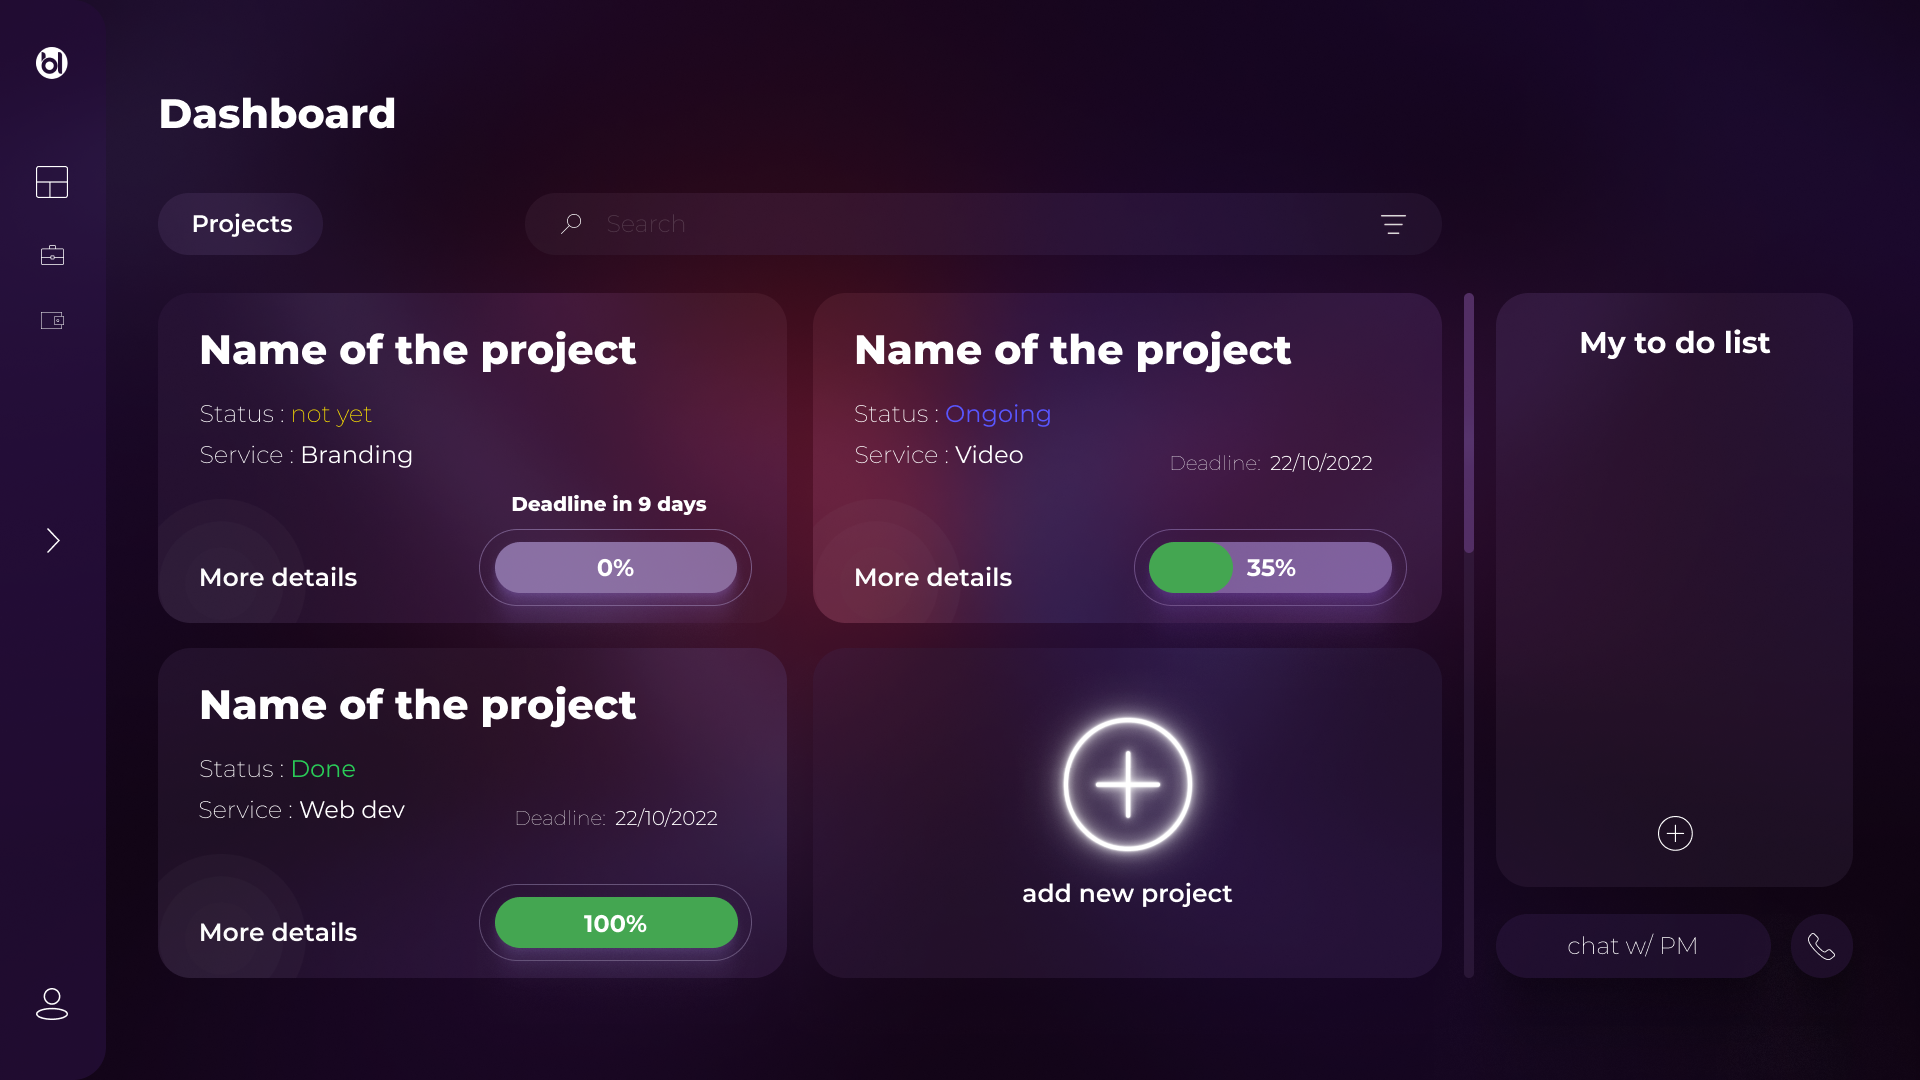 bl
Dashboard
Projects
Search
Name of the project
Status : not yet
Service : Branding
Deadline in 9 days
More details
0%
Name of the project
Status : Ongoing
Service : Video
Deadline: 22/10/2022
More details
35%
Name of the project
Status : Done
Service : Web dev
Deadline: 22/10/2022
More details
100%
add new project
My to do list
chat w/ PM